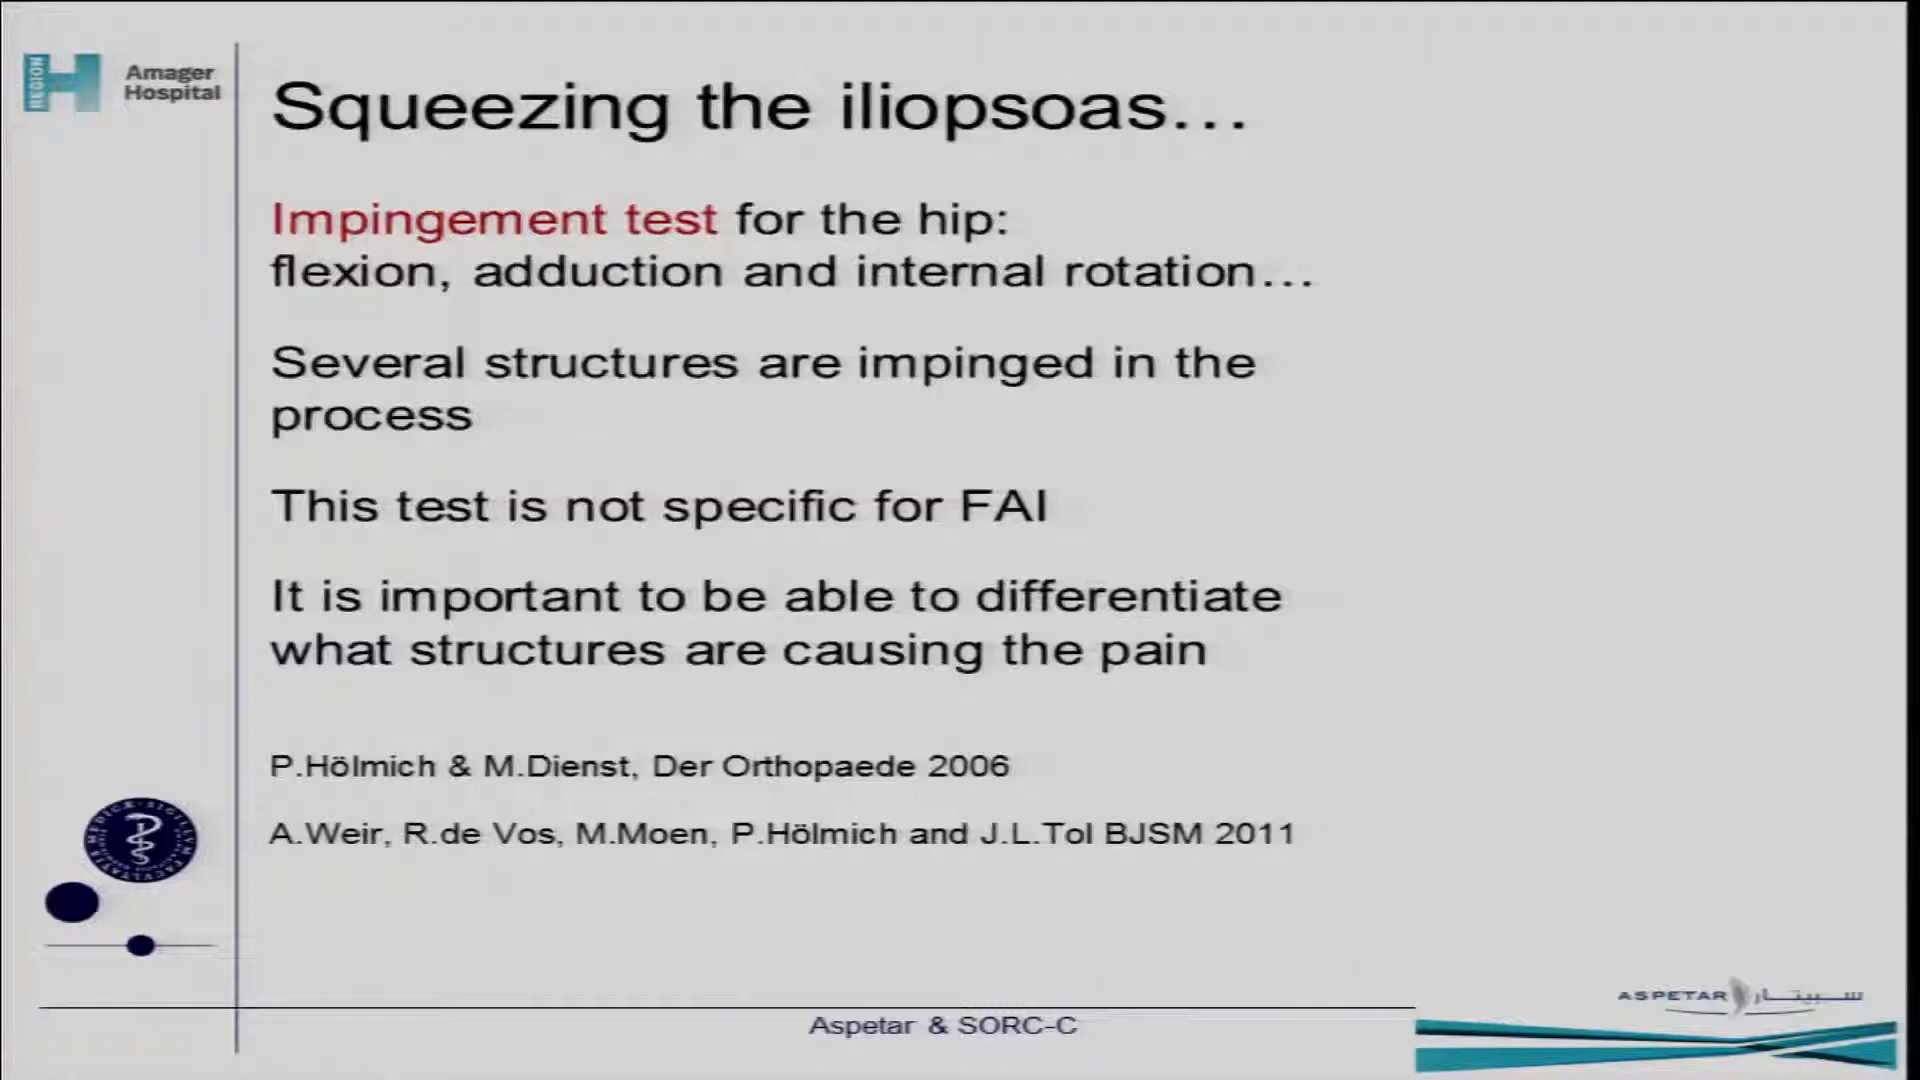 REGION
Amager
Hospital
Squeezing the iliopsoas...
Impingement test for the hip:
flexion, adduction and internal rotation...
Several structures are impinged in the
process
This test is not specific for FAI
It is important to be able to differentiate
what structures are causing the pain
P.Hölmich & M.Dienst, Der Orthopaede 2006
A.Weir, R.de Vos, M.Moen, P.Hölmich and J.L.Tol BJSM 2011
ASPETAR سبيتار
Aspetar & SORC-C